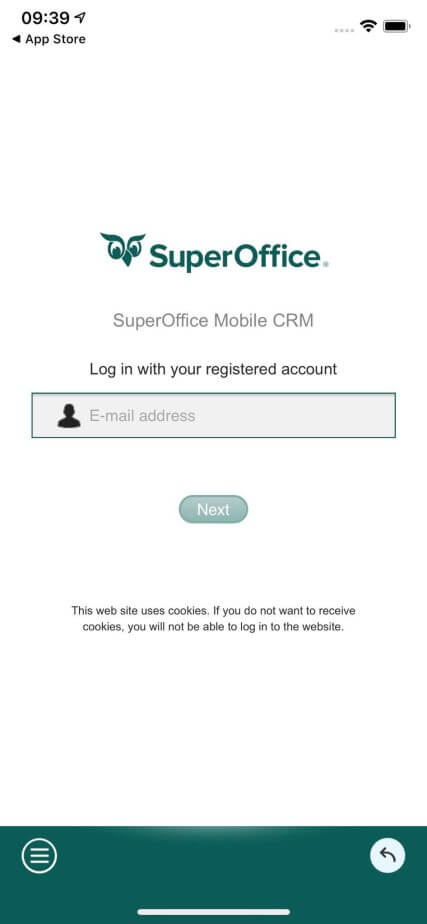 09:39
◀ App Store
SuperOffice®
SuperOffice Mobile CRM
Log in with your registered account
E-mail address
Next
This web site uses cookies. If you do not want to receive
cookies, you will not be able to log in to the website.